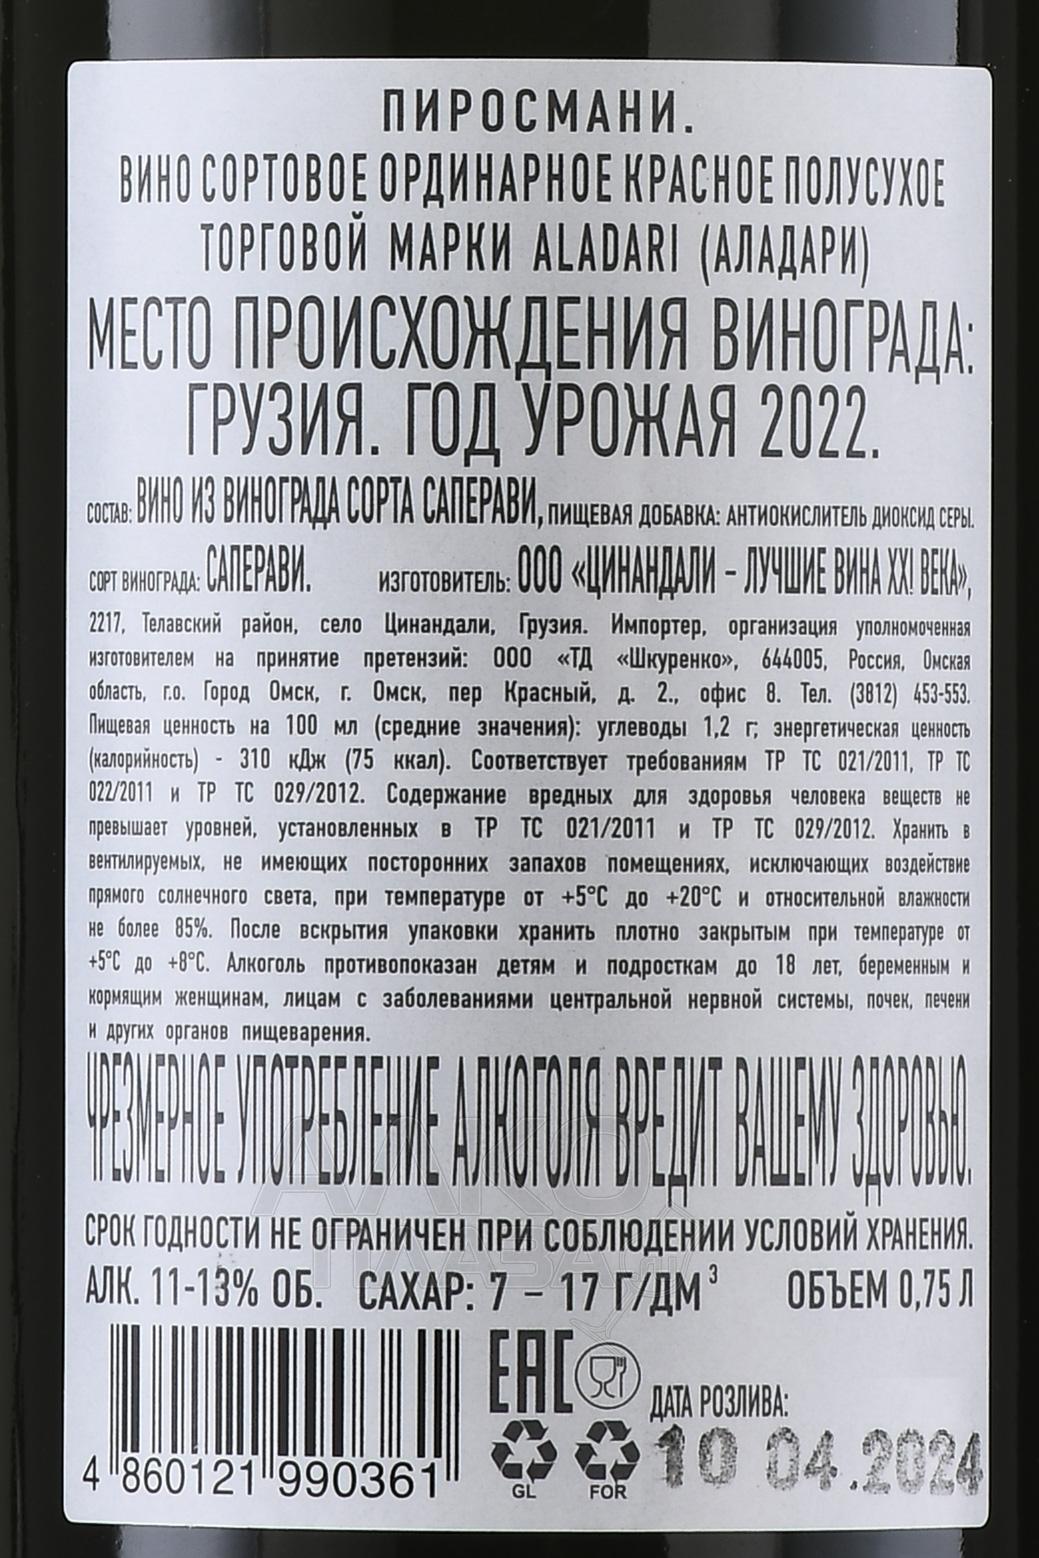 ПИРОСМАНИ.
ВИНО СОРТОВОЕ ОРДИНАРНОЕ КРАСНОЕ ПОЛУСУХОЕ
ТОРГОВОЙ МАРКИ ALADARI (АЛАДАРИ)
МЕСТО ПРОИСХОЖДЕНИЯ ВИНОГРАДА:
ГРУЗИЯ. ГОД УРОЖАЯ 2022.
СОСТАВ: ВИНО ИЗ ВИНОГРАДА СОРТА САПЕРАВИ, ПИЩЕВАЯ ДОБАВКА: АНТИОКИСЛИТЕЛЬ ДИОКСИД СЕРЫ.
СОРТ ВИНОГРАДА: САПЕРАВИ. ИЗГОТОВИТЕЛЬ: ООО «ЦИНАНДАЛИ – ЛУЧШИЕ ВИНА XXI ВЕКА»,
2217, Телавский район, село Цинандали, Грузия. Импортер, организация уполномоченная
изготовителем на принятие претензий: ООО «ТД «Шкуренко», 644005, Россия, Омская
область, г.о. Город Омск, г. Омск, пер Красный, д. 2., офис 8. Тел. (3812) 453-553.
Пищевая ценность на 100 мл (средние значения): углеводы 1,2 г; энергетическая ценность
(калорийность) - 310 кДж (75 ккал). Соответствует требованиям ТР ТС 021/2011, ТР ТС
022/2011 и ТР ТС 029/2012. Содержание вредных для здоровья человека веществ не
превышает уровней, установленных в ТР ТС 021/2011 и ТР ТС 029/2012. Хранить в
вентилируемых, не имеющих посторонних запахов помещениях, исключающих воздействие
прямого солнечного света, при температуре от +5°С до +20°С и относительной влажности
не более 85%. После вскрытия упаковки хранить плотно закрытым при температуре от
+5°С до +8°С. Алкоголь противопоказан детям и подросткам до 18 лет, беременным и
кормящим женщинам, лицам с заболеваниями центральной нервной системы, почек, печени
и других органов пищеварения.
ЧРЕЗМЕРНОЕ УПОТРЕБЛЕНИЕ АЛКОГОЛЯ ВРЕДИТ ВАШЕМУ ЗДОРОВЬЮ.
СРОК ГОДНОСТИ НЕ ОГРАНИЧЕН ПРИ СОБЛЮДЕНИИ УСЛОВИЙ ХРАНЕНИЯ.
АЛК. 11-13% ОБ. САХАР: 7 – 17 Г/ДМ³ ОБЪЕМ 0,75 Л
EAC
ДАТА РОЗЛИВА:
10 04.2024
4 860121 990361
GL FOR
АЛКО
ПЛАЗА